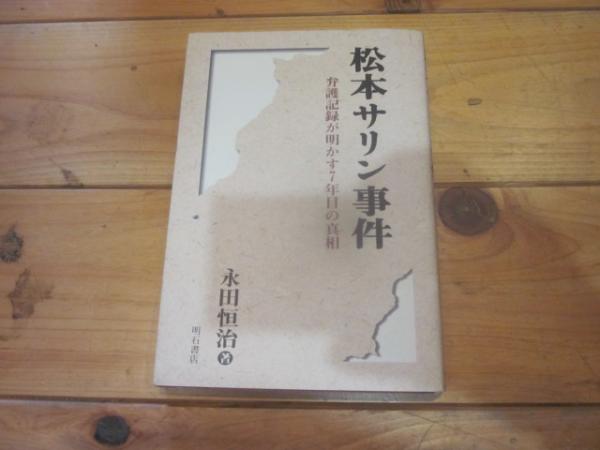 松本サリン事件
弁護記録が明かす7年目の真相
永田恒治 著
明石書店